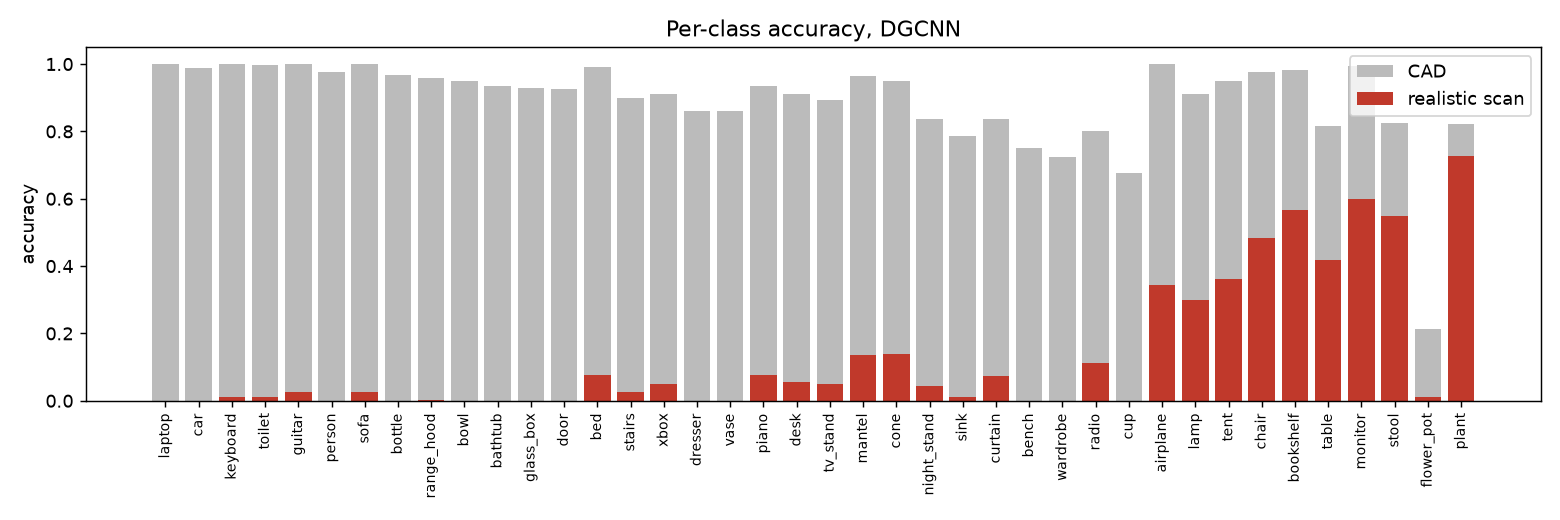 Per-class accuracy, DGCNN
CAD
realistic scan
accuracy
1.0
0.8
0.6
0.4
0.2
0.0
laptop
car
keyboard
toilet
guitar
person
sofa
bottle
range_hood
bowl
bathtub
glass_box
door
bed
stairs
xbox
dresser
vase
piano
desk
tv_stand
mantel
cone
night_stand
sink
curtain
bench
wardrobe
radio
cup
airplane
lamp
tent
chair
bookshelf
table
monitor
stool
flower_pot
plant